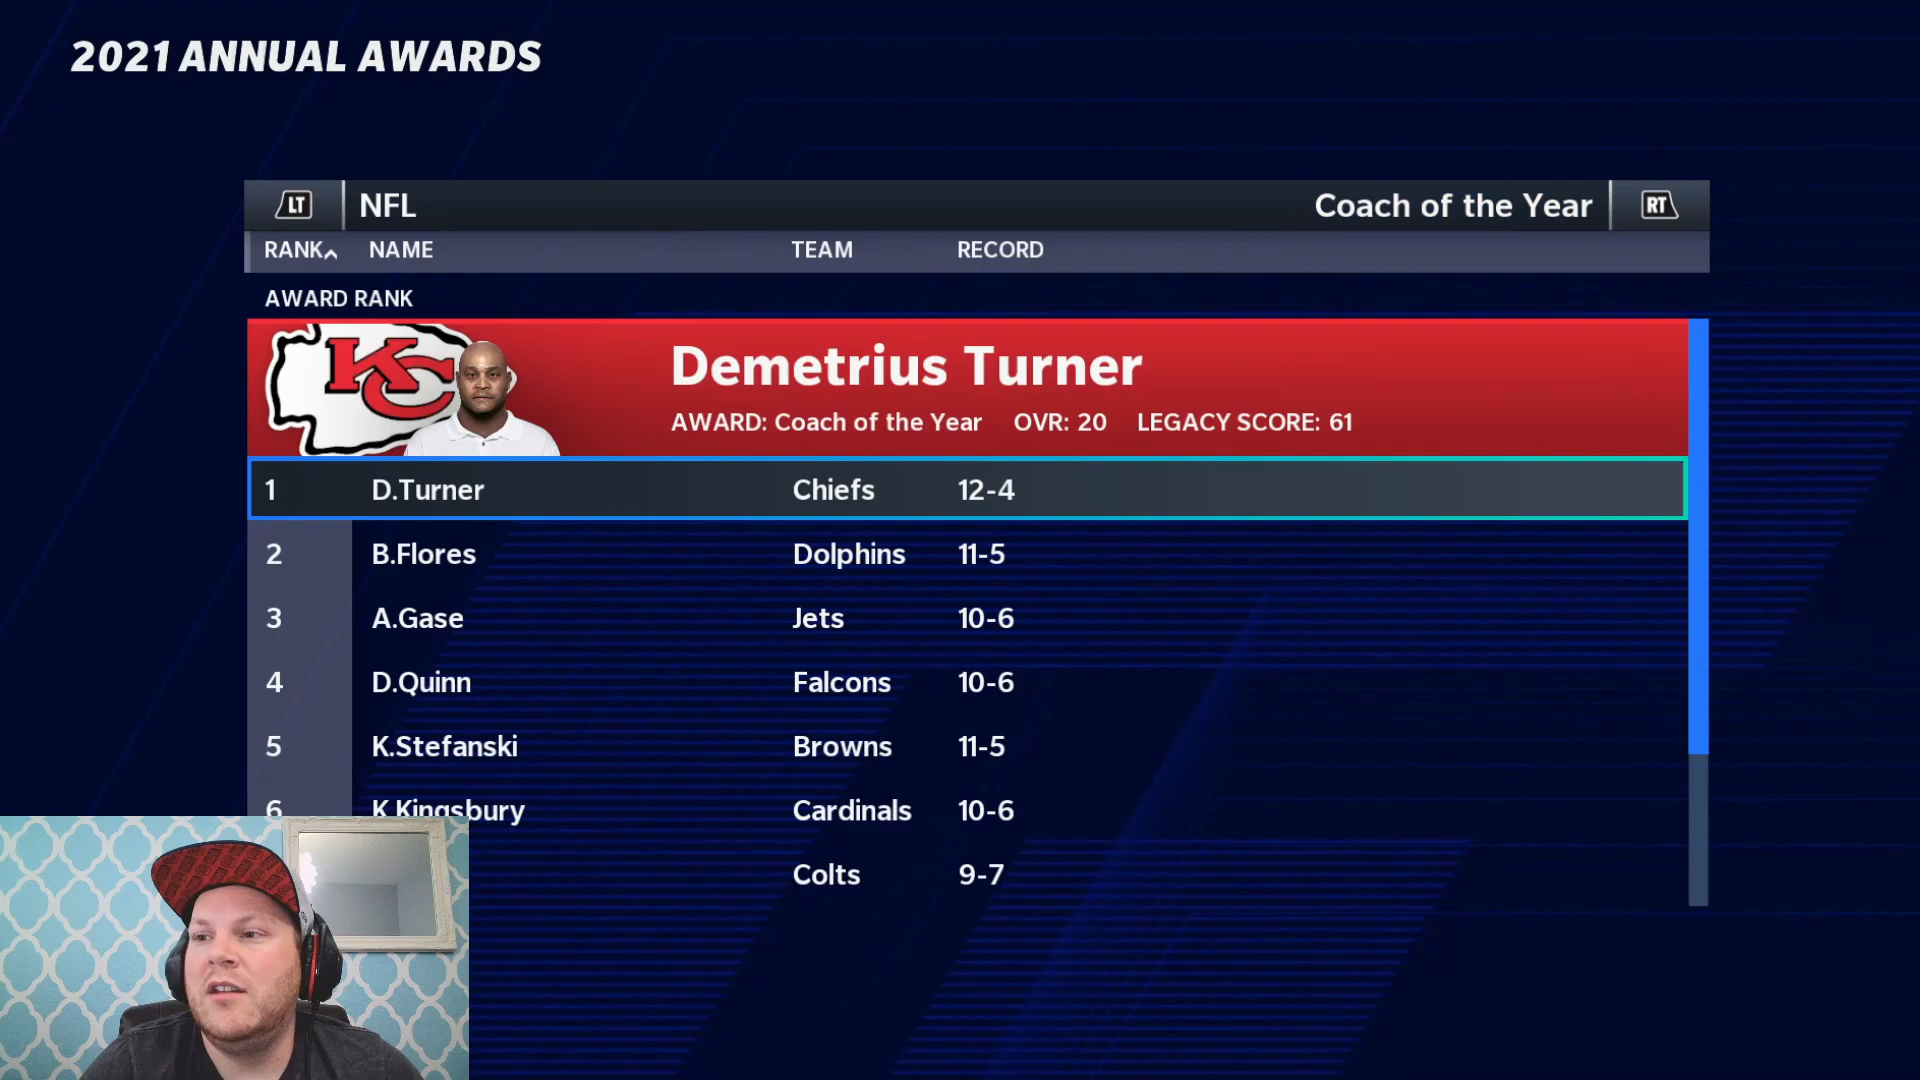 2021 ANNUAL AWARDS
LT NFL Coach of the Year RT
RANK NAME TEAM RECORD
AWARD RANK
KC
Demetrius Turner
AWARD: Coach of the Year OVR: 20 LEGACY SCORE: 61
1 D.Turner Chiefs 12-4
2 B.Flores Dolphins 11-5
3 A.Gase Jets 10-6
4 D.Quinn Falcons 10-6
5 K.Stefanski Browns 11-5
6 K.Kingsbury Cardinals 10-6
Colts 9-7